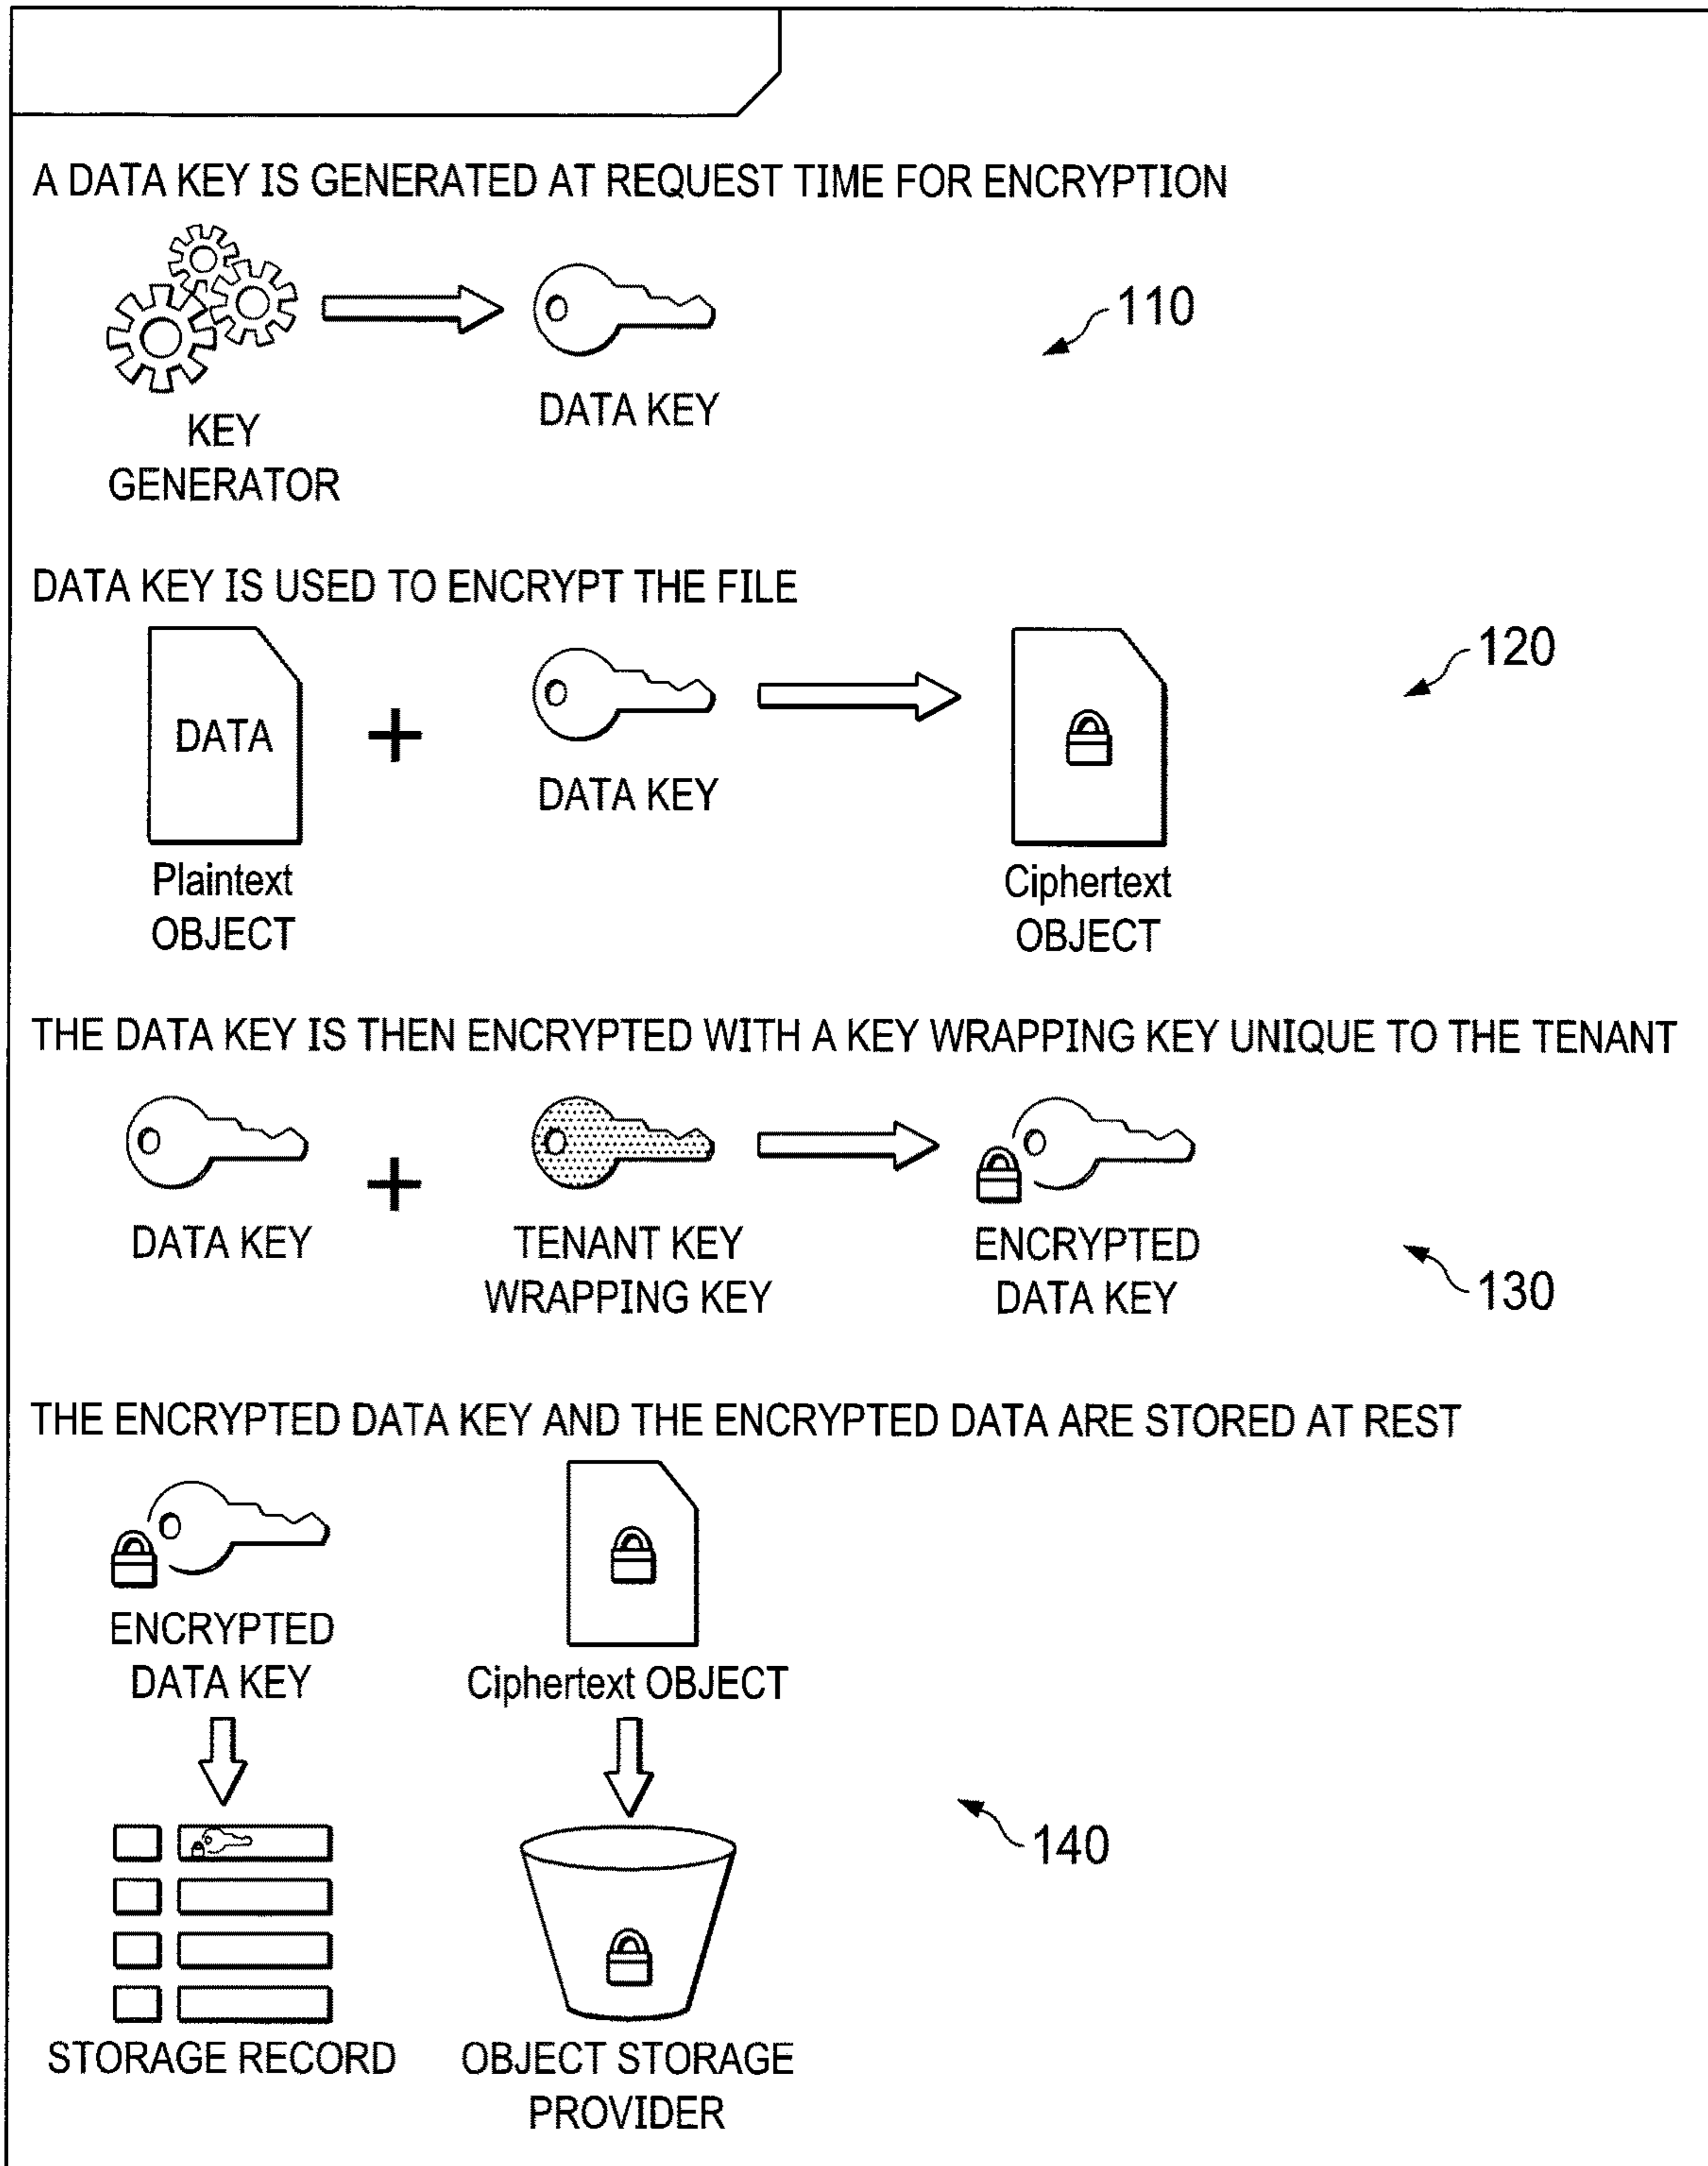 A DATA KEY IS GENERATED AT REQUEST TIME FOR ENCRYPTION
110
DATA KEY
KEY
GENERATOR
DATA KEY IS USED TO ENCRYPT THE FILE
120
DATA
+
DATA KEY
Plaintext
OBJECT
Ciphertext
OBJECT
THE DATA KEY IS THEN ENCRYPTED WITH A KEY WRAPPING KEY UNIQUE TO THE TENANT
+
DATA KEY
TENANT KEY
WRAPPING KEY
ENCRYPTED
DATA KEY
130
THE ENCRYPTED DATA KEY AND THE ENCRYPTED DATA ARE STORED AT REST
ENCRYPTED
DATA KEY
Ciphertext OBJECT
140
STORAGE RECORD
OBJECT STORAGE
PROVIDER